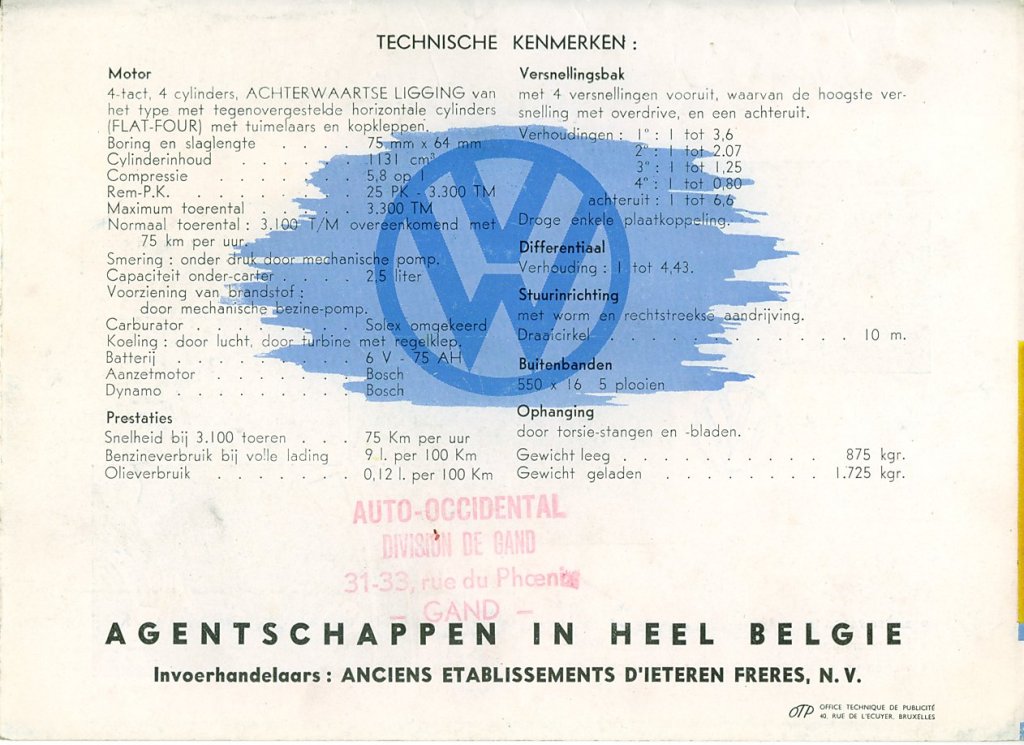 TECHNISCHE KENMERKEN :
Motor
4-tact, 4 cylinders, ACHTERWAARTSE LIGGING van
het type met tegenovergestelde horizontale cylinders
(FLAT-FOUR) met tuimelaars en kopkleppen.
Boring en slaglengte . . . . 75 mm x 64 mm
Cylinderinhoud . . . . . . 1131 cm³
Compressie . . . . . . . 5,8 op 1
Rem-P.K. . . . . . . . . 25 PK - 3.300 TM
Maximum toerental . . . . . 3.300 TM
Normaal toerental : 3.100 T/M overeenkomend met
75 km per uur.
Smering : onder druk door mechanische pomp.
Capaciteit onder-carter . . . . 2,5 liter
Voorziening van brandstof :
door mechanische bezine-pomp.
Carburator . . . . . . . . Solex omgekeerd
Koeling : door lucht, door turbine met regelklep.
Batterij . . . . . . . . 6 V - 75 AH
Aanzetmotor . . . . . . . Bosch
Dynamo . . . . . . . . . Bosch
Prestaties
Snelheid bij 3.100 toeren . . . 75 Km per uur
Benzineverbruik bij volle lading 9 l. per 100 Km
Olieverbruik . . . . . . . 0,12 l. per 100 Km
Versnellingsbak
met 4 versnellingen vooruit, waarvan de hoogste ver-
snelling met overdrive, en een achteruit.
Verhoudingen : 1° : 1 tot 3,6
2° : 1 tot 2.07
3° : 1 tot 1,25
4° : 1 tot 0,80
achteruit : 1 tot 6,6
Droge enkele plaatkoppeling.
Differentiaal
Verhouding : 1 tot 4,43.
Stuurinrichting
met worm en rechtstreekse aandrijving.
Draaicirkel . . . . . . . . . . . . . 10 m.
Buitenbanden
550 x 16 5 plooien
Ophanging
door torsie-stangen en -bladen.
Gewicht leeg . . . . . . . . . . 875 kgr.
Gewicht geladen . . . . . . . . 1.725 kgr.
VW
AUTO-OCCIDENTAL
DIVISION DE GAND
31-33, rue du Phoenix
- GAND -
AGENTSCHAPPEN IN HEEL BELGIE
Invoerhandelaars : ANCIENS ETABLISSEMENTS D'IETEREN FRERES, N. V.
OTP OFFICE TECHNIQUE DE PUBLICITÉ
40, RUE DE L'ECUYER, BRUXELLES